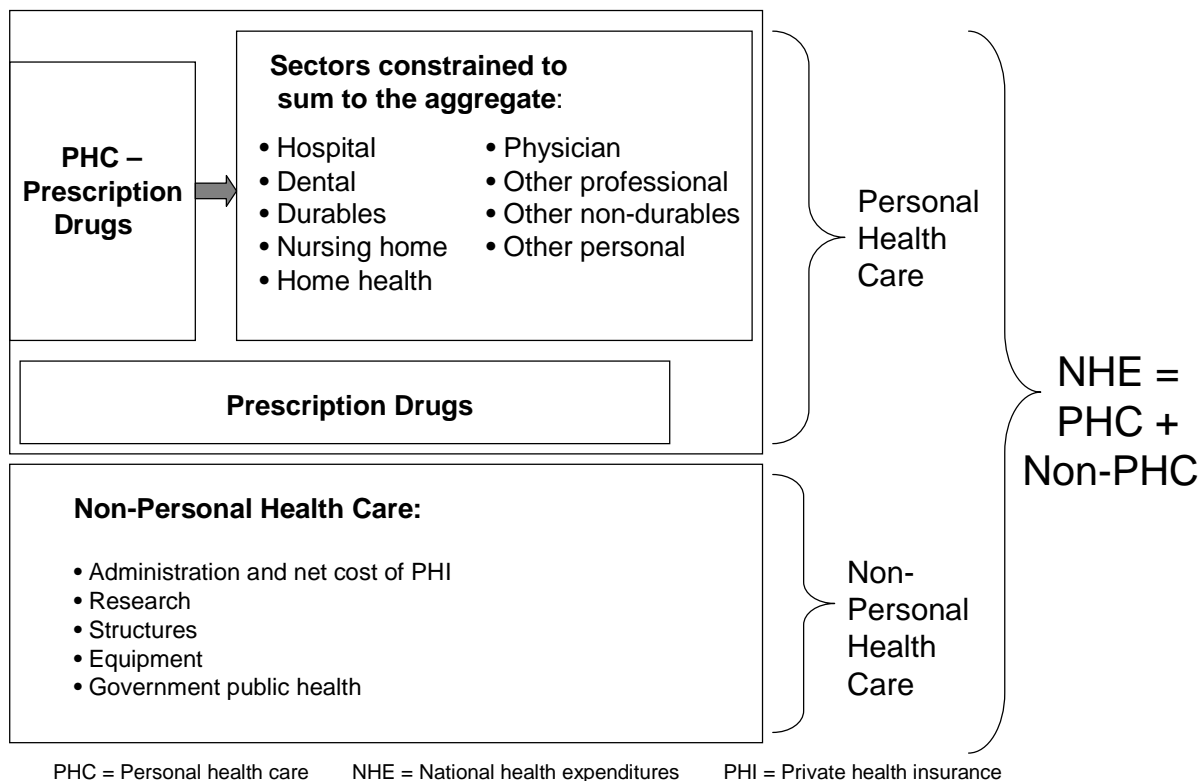 PHC –
Prescription
Drugs
Sectors constrained to
sum to the aggregate:
• Hospital
• Dental
• Durables
• Nursing home
• Home health
• Physician
• Other professional
• Other non-durables
• Other personal
Prescription Drugs
Personal
Health
Care
Non-Personal Health Care:
• Administration and net cost of PHI
• Research
• Structures
• Equipment
• Government public health
Non-
Personal
Health
Care
NHE =
PHC +
Non-PHC
PHC = Personal health care NHE = National health expenditures PHI = Private health insurance